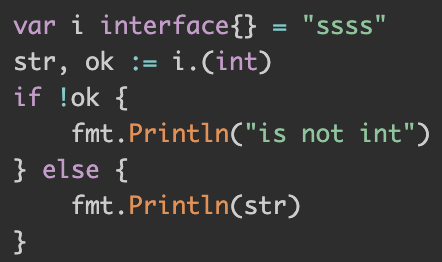 var i interface{} = "ssss"
str, ok := i.(int)
if !ok {
    fmt.Println("is not int")
} else {
    fmt.Println(str)
}